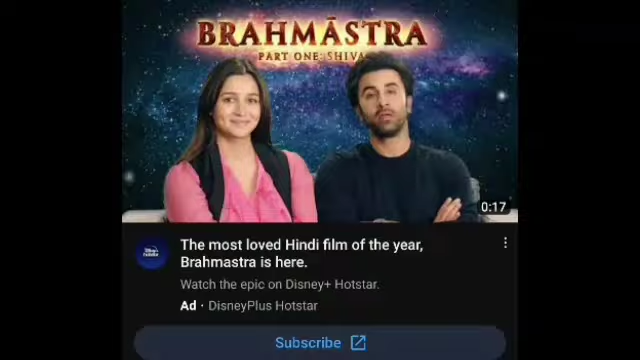 BRAHMĀSTRA
PART ONE: SHIVA
0:17
The most loved Hindi film of the year,
Brahmastra is here.
Watch the epic on Disney+ Hotstar.
Ad · DisneyPlus Hotstar
Subscribe